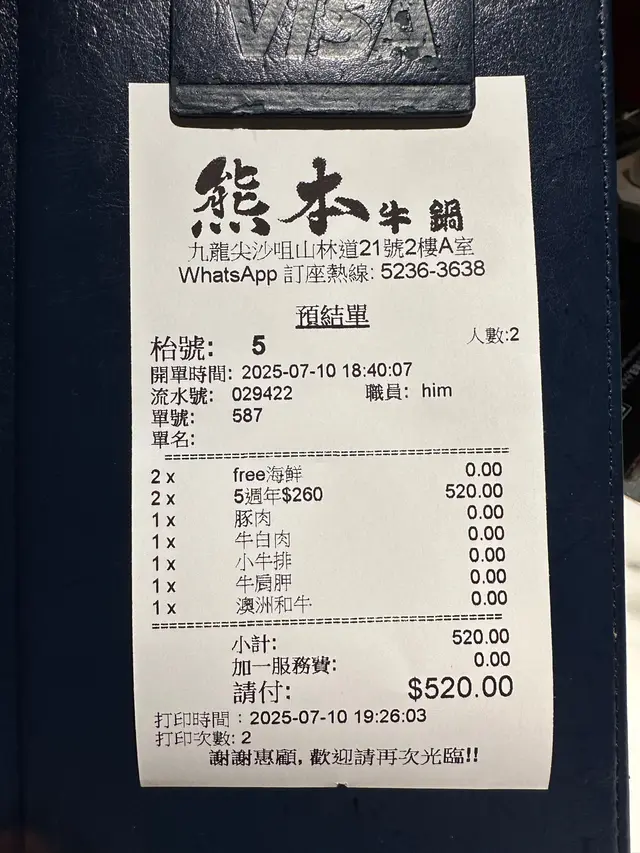 VISA
熊本牛鍋
九龍尖沙咀山林道21號2樓A室
WhatsApp 訂座熱線: 5236-3638
預結單
枱號: 5 人數:2
開單時間: 2025-07-10 18:40:07
流水號: 029422 職員: him
單號: 587
單名:
2 x free海鮮 0.00
2 x 5週年$260 520.00
1 x 豚肉 0.00
1 x 牛白肉 0.00
1 x 小牛排 0.00
1 x 牛肩胛 0.00
1 x 澳洲和牛 0.00
小計: 520.00
加一服務費: 0.00
請付: $520.00
打印時間：2025-07-10 19:26:03
打印次數: 2
謝謝惠顧, 歡迎請再次光臨!!